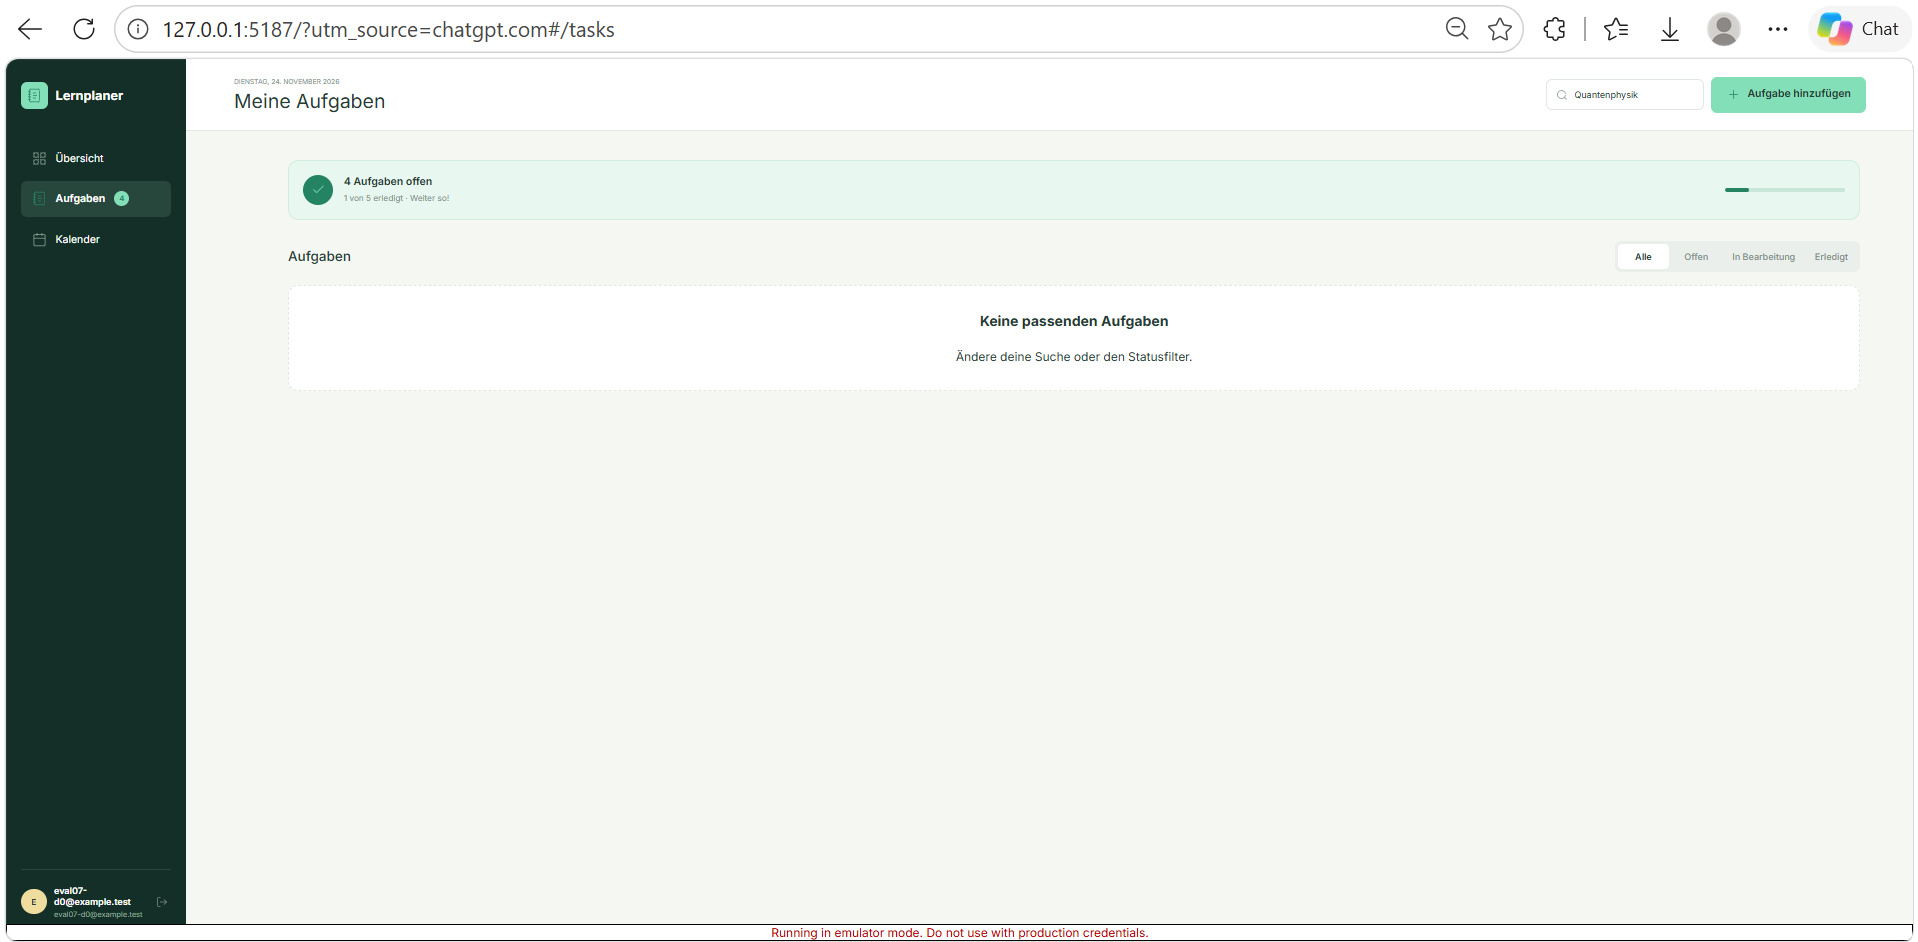 127.0.0.1:5187/?utm_source=chatgpt.com#/tasks
Chat
Lernplaner
Übersicht
Aufgaben 4
Kalender
DIENSTAG, 24. NOVEMBER 2026
Meine Aufgaben
Quantenphysik
Aufgabe hinzufügen
4 Aufgaben offen
1 von 5 erledigt · Weiter so!
Aufgaben
Alle Offen In Bearbeitung Erledigt
Keine passenden Aufgaben
Ändere deine Suche oder den Statusfilter.
E
eval07-
d0@example.test
eval07-d0@example.test
Running in emulator mode. Do not use with production credentials.